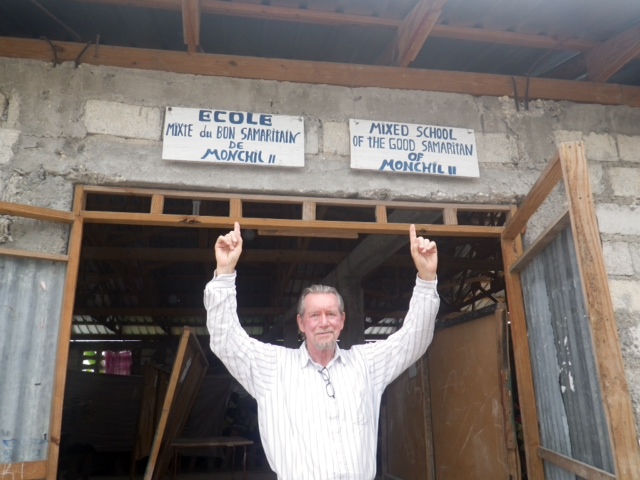 ECOLE
MIXTE du BON SAMARITAIN
DE
MONCHIL II
MIXED SCHOOL
OF THE GOOD SAMARITAN
OF
MONCHIL II